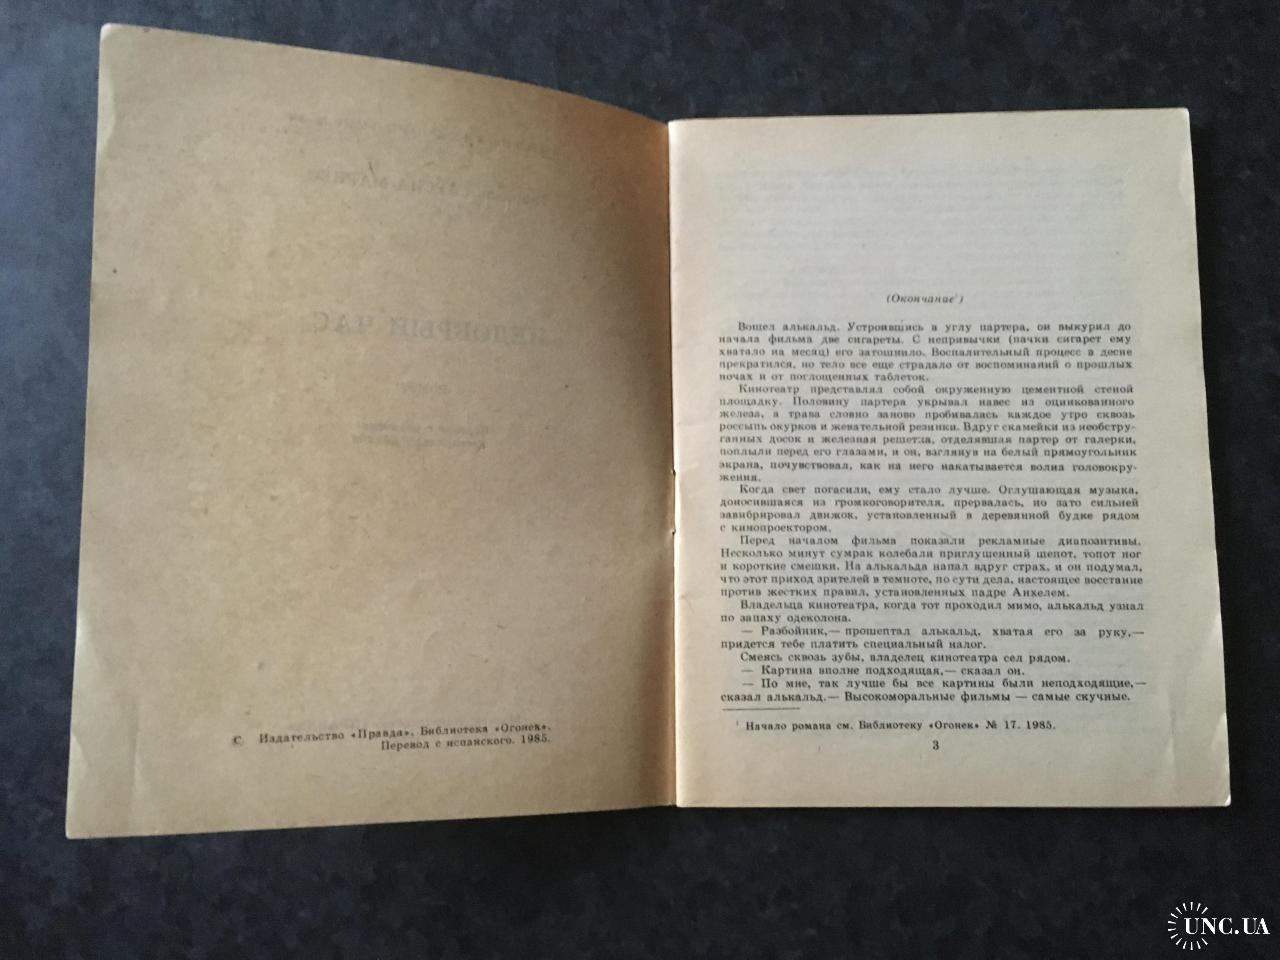 С Издательство «Правда». Библиотека «Огонек».
Перевод с испанского. 1985.
(Окончание¹)
Вошел алькальд. Устроившись в углу партера, он выкурил до
начала фильма две сигареты. С непривычки (пачки сигарет ему
хватало на месяц) его затошнило. Воспалительный процесс в десне
прекратился, но тело все еще страдало от воспоминаний о прошлых
ночах и от поглощенных таблеток.
Кинотеатр представлял собой окруженную цементной стеной
площадку. Половину партера укрывал навес из оцинкованного
железа, а трава словно заново пробивалась каждое утро сквозь
россыпь окурков и жевательной резинки. Вдруг скамейки из необстру-
ганных досок и железная решетка, отделявшая партер от галерки,
поплыли перед его глазами, и он, взглянув на белый прямоугольник
экрана, почувствовал, как на него накатывается волна головокру-
жения.
Когда свет погасили, ему стало лучше. Оглушающая музыка,
доносившаяся из громкоговорителя, прервалась, но зато сильней
завибрировал движок, установленный в деревянной будке рядом
с кинопроектором.
Перед началом фильма показали рекламные диапозитивы.
Несколько минут сумрак колебали приглушенный шепот, топот ног
и короткие смешки. На алькальда напал вдруг страх, и он подумал,
что этот приход зрителей в темноте, по сути дела, настоящее восстание
против жестких правил, установленных падре Анхелем.
Владельца кинотеатра, когда тот проходил мимо, алькальд узнал
по запаху одеколона.
— Разбойник,— прошептал алькальд, хватая его за руку,—
придется тебе платить специальный налог.
Смеясь сквозь зубы, владелец кинотеатра сел рядом.
— Картина вполне подходящая,— сказал он.
— По мне, так лучше бы все картины были неподходящие,—
сказал алькальд.— Высокоморальные фильмы — самые скучные.
¹ Начало романа см. Библиотеку «Огонек» № 17. 1985.
3
UNC.UA